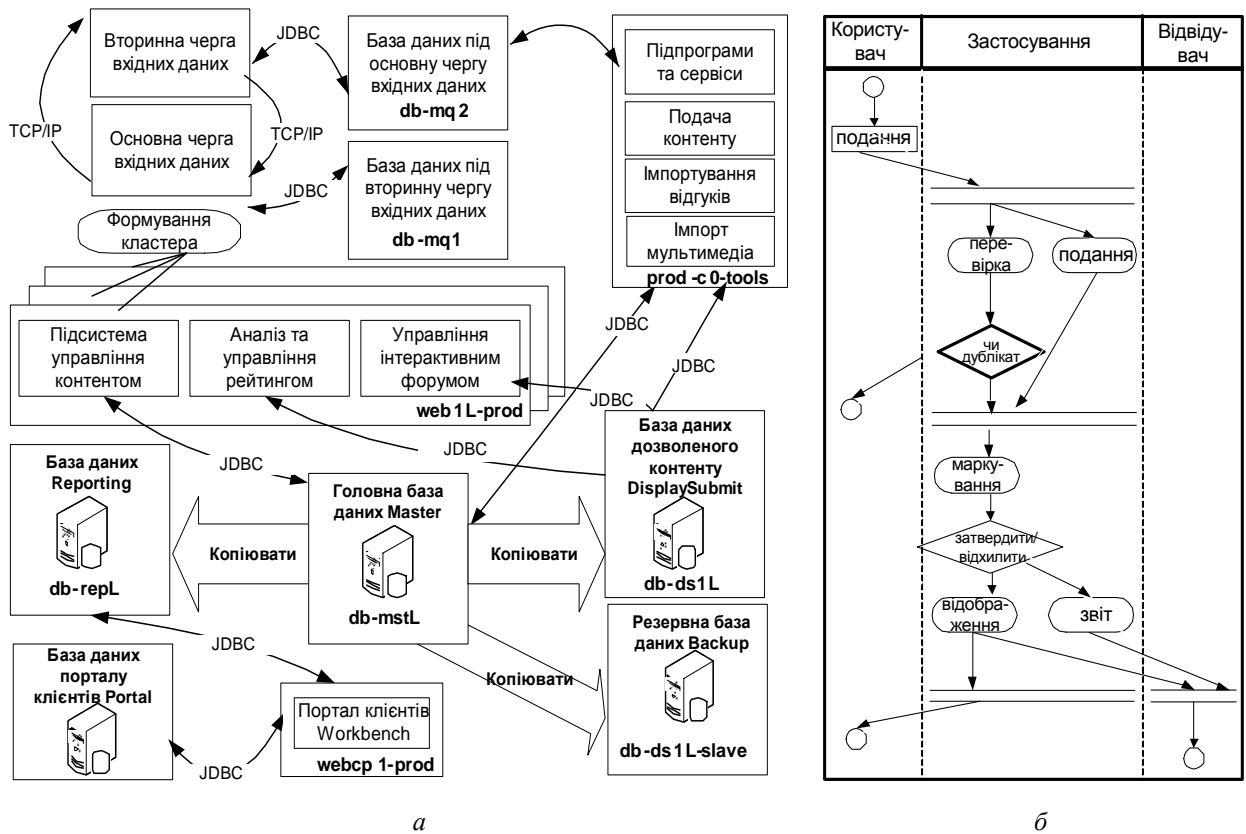 Вторинна черга
вхідних даних
Основна черга
вхідних даних
TCP/IP
TCP/IP
JDBC
База даних під
основну чергу
вхідних даних
db-mq 2
JDBC
База даних під
вторинну чергу
вхідних даних
db-mq1
Підпрограми
та сервіси
Подача
контенту
Імпортування
відгуків
Імпорт
мультимедіа
prod -c 0-tools
Формування
кластера
Підсистема
управління
контентом
Аналіз та
управління
рейтингом
Управління
інтерактивним
форумом
web 1 L-prod
JDBC
JDBC
JDBC
JDBC
JDBC
База даних
Reporting
db-repL
Копіювати
Головна база
даних Master
db-mstL
Копіювати
База даних
дозволеного
контенту
DisplaySubmit
db-ds1 L
JDBC
База даних
порталу
клієнтів Portal
JDBC
Портал клієнтів
Workbench
webcp 1-prod
Копіювати
Резервна база
даних Backup
db-ds 1 L-slave
а
Користу-
вач
Застосування
Відвіду-
вач
подання
пере-
вірка
подання
чи
дублікат
марку-
вання
затвердити/
відхилити
відобра-
ження
звіт
б